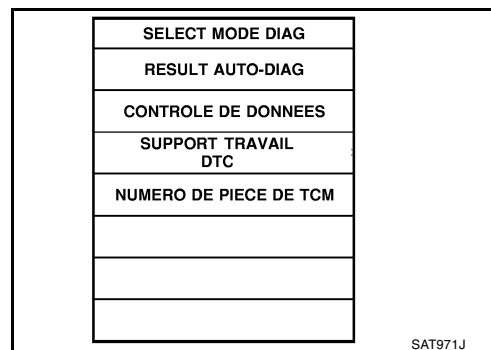 SELECT MODE DIAG
RESULT AUTO-DIAG
CONTROLE DE DONNEES
SUPPORT TRAVAIL
DTC
NUMERO DE PIECE DE TCM
SAT971J